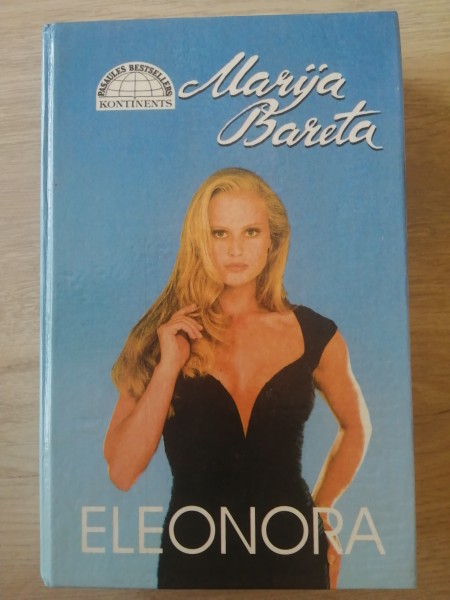 PASAULES BESTSELLERS
KONTINENTS
Marija
Bareta
ELEONORA